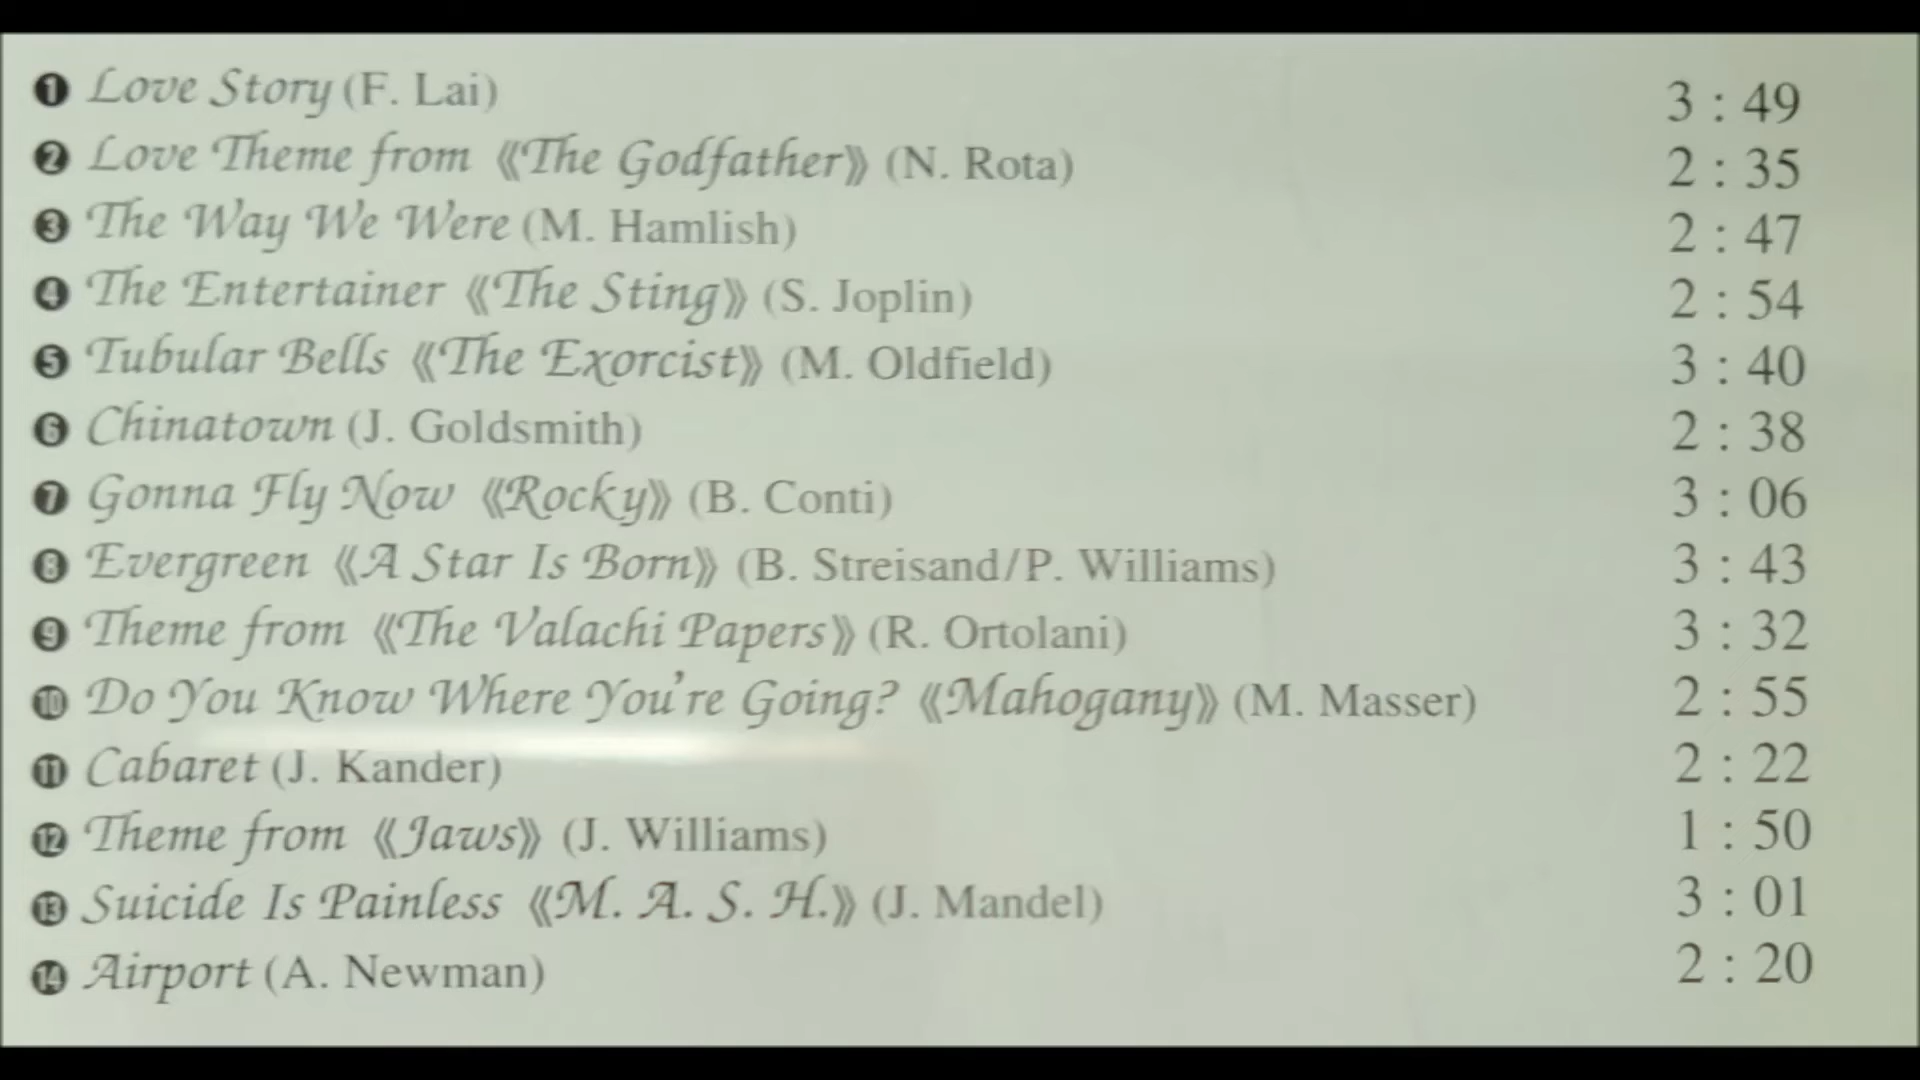 ❶ Love Story (F. Lai) 3 : 49
❷ Love Theme from 《The Godfather》 (N. Rota) 2 : 35
❸ The Way We Were (M. Hamlish) 2 : 47
❹ The Entertainer 《The Sting》 (S. Joplin) 2 : 54
❺ Tubular Bells 《The Exorcist》 (M. Oldfield) 3 : 40
❻ Chinatown (J. Goldsmith) 2 : 38
❼ Gonna Fly Now 《Rocky》 (B. Conti) 3 : 06
❽ Evergreen 《A Star Is Born》 (B. Streisand/P. Williams) 3 : 43
❾ Theme from 《The Valachi Papers》 (R. Ortolani) 3 : 32
❿ Do You Know Where You're Going? 《Mahogany》 (M. Masser) 2 : 55
⓫ Cabaret (J. Kander) 2 : 22
⓬ Theme from 《Jaws》 (J. Williams) 1 : 50
⓭ Suicide Is Painless 《M. A. S. H.》 (J. Mandel) 3 : 01
⓮ Airport (A. Newman) 2 : 20